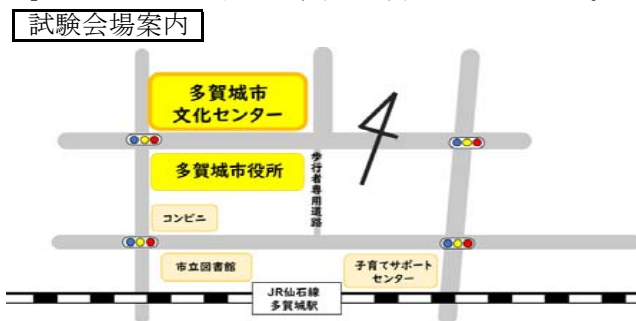 試験会場案内
多賀城市
文化センター
多賀城市役所
歩行者専用道路
コンビニ
市立図書館
子育てサポート
センター
JR仙石線
多賀城駅